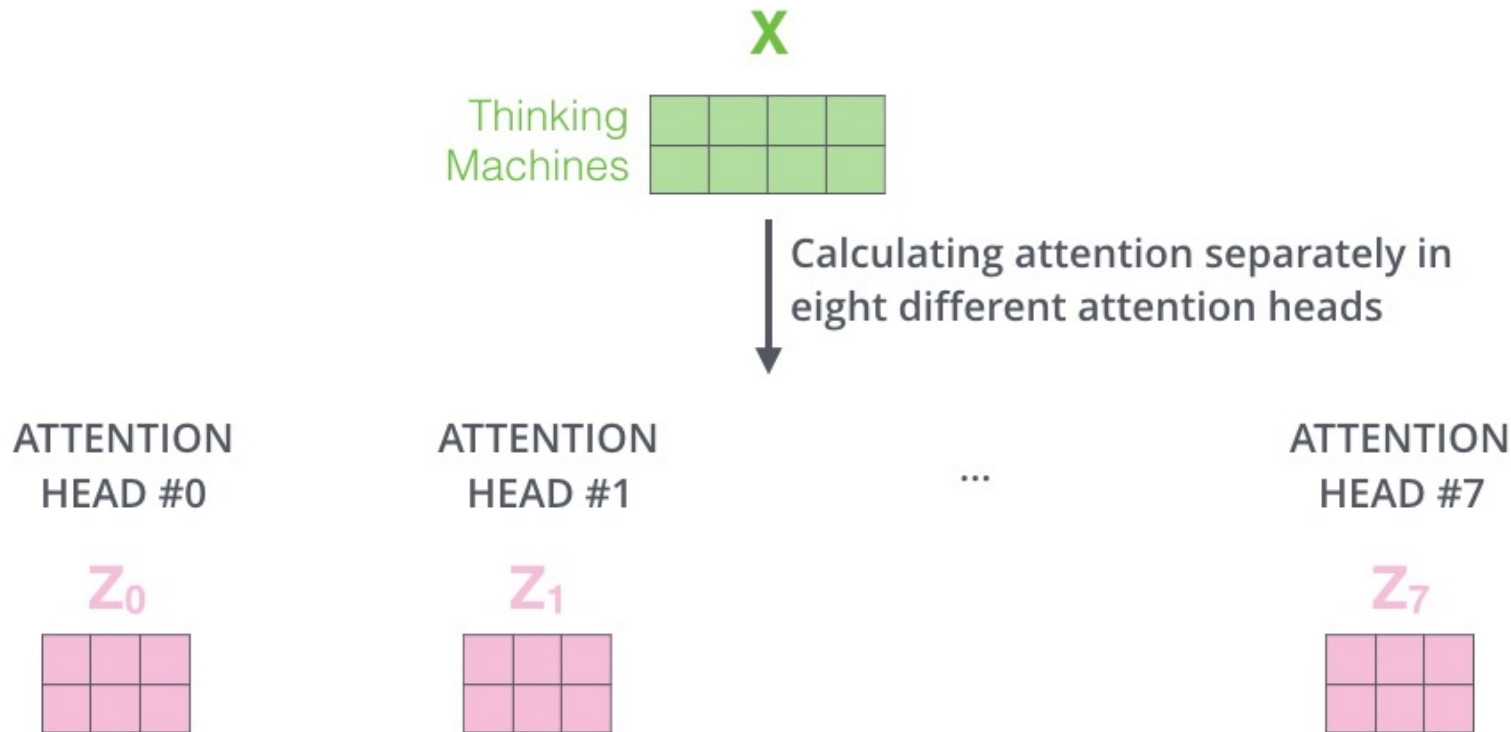 X
Thinking
Machines
Calculating attention separately in
eight different attention heads
ATTENTION
HEAD #0
ATTENTION
HEAD #1
...
ATTENTION
HEAD #7
Z0
Z1
Z7